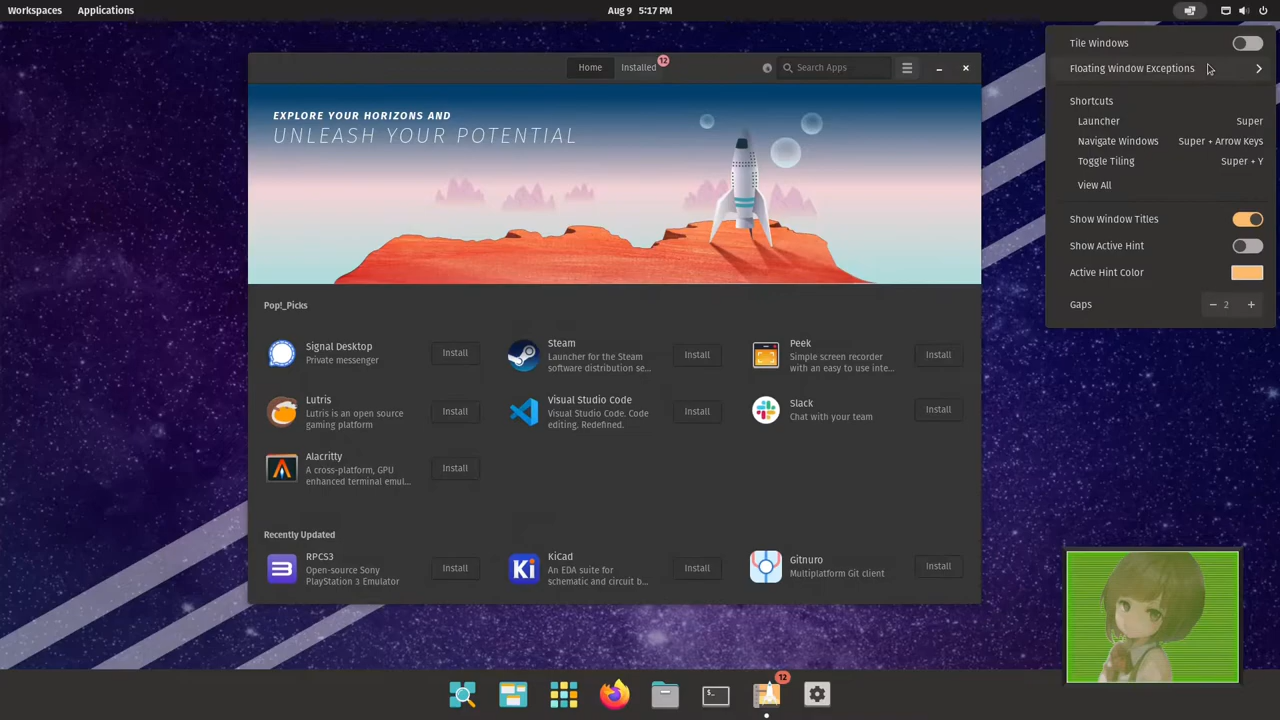 Workspaces
Applications
Aug 9 5:17 PM
Home
Installed
12
Search Apps
EXPLORE YOUR HORIZONS AND
UNLEASH YOUR POTENTIAL
Pop!_Picks
Signal Desktop
Private messenger
Install
Steam
Launcher for the Steam
software distribution se...
Install
Peek
Simple screen recorder
with an easy to use inte...
Install
Lutris
Lutris is an open source
gaming platform
Install
Visual Studio Code
Visual Studio Code. Code
editing. Redefined.
Install
Slack
Chat with your team
Install
Alacritty
A cross-platform, GPU
enhanced terminal emul...
Install
Recently Updated
RPCS3
Open-source Sony
PlayStation 3 Emulator
Install
Ki
Kicad
An EDA suite for
schematic and circuit b...
Install
Gitnuro
Multiplatform Git client
Install
Tile Windows
Floating Window Exceptions
Shortcuts
Launcher Super
Navigate Windows Super + Arrow Keys
Toggle Tiling Super + Y
View All
Show Window Titles
Show Active Hint
Active Hint Color
Gaps − 2 +
12